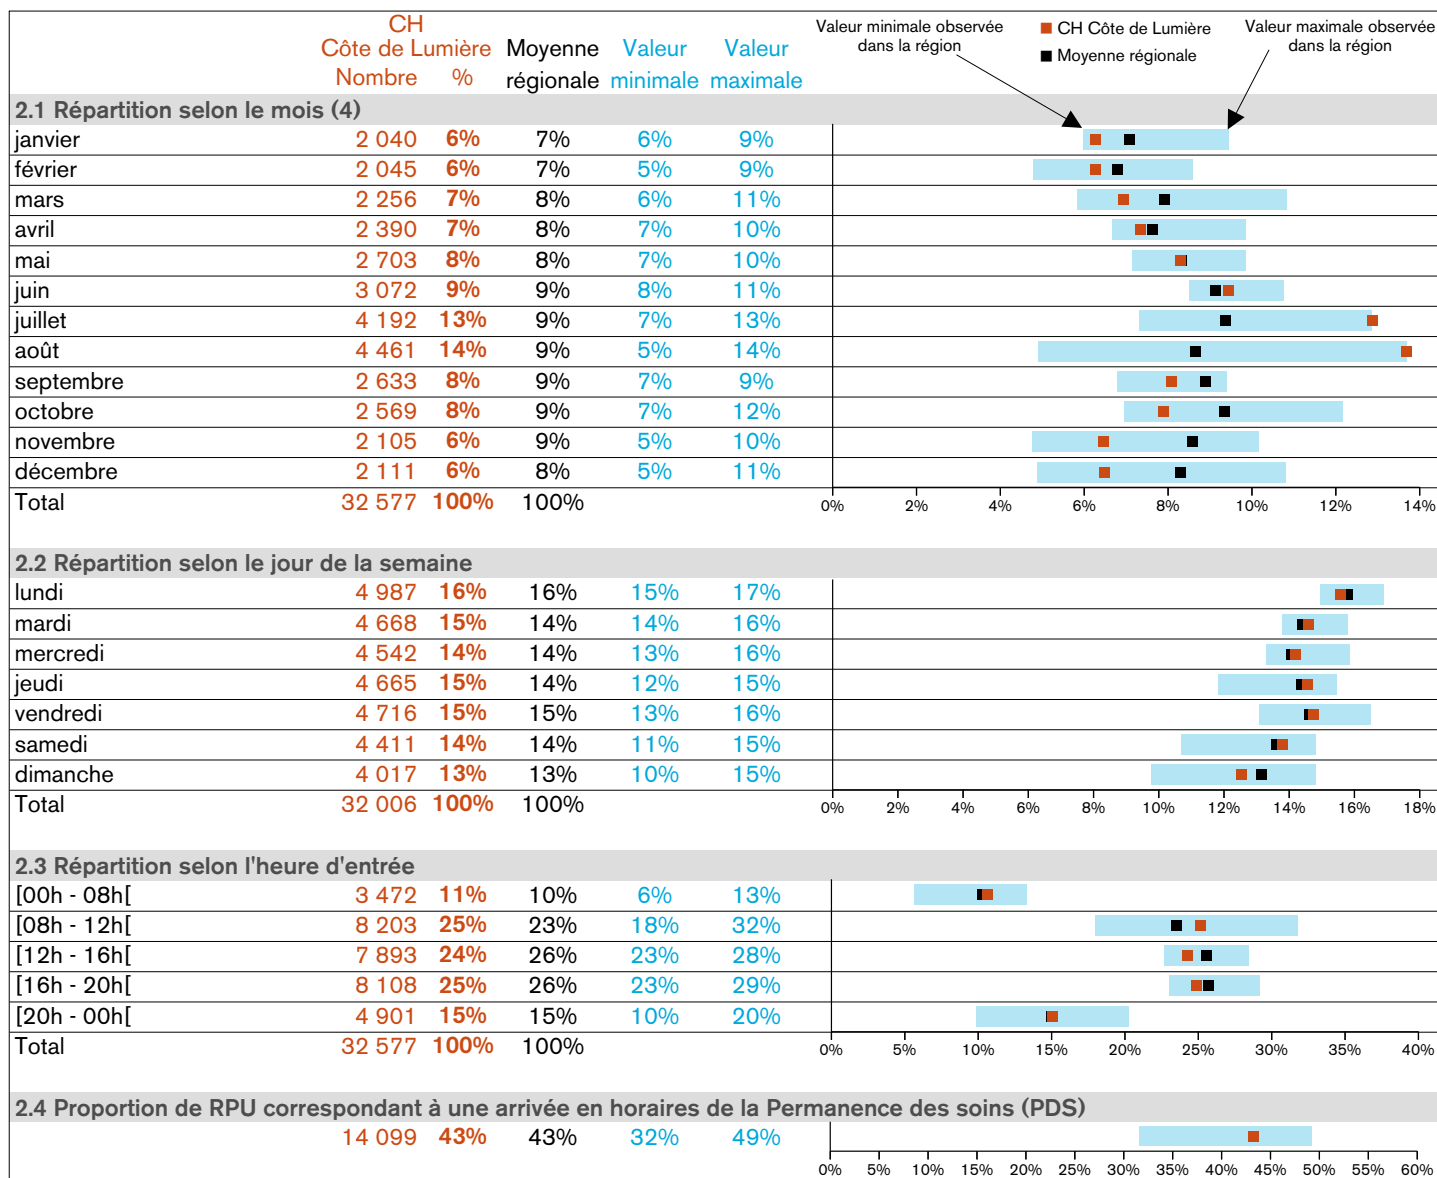 CH
Côte de Lumière Moyenne Valeur Valeur
Nombre % régionale minimale maximale
Valeur minimale observée dans la région
CH Côte de Lumière
Moyenne régionale
Valeur maximale observée dans la région
2.1 Répartition selon le mois (4)
janvier 2 040 6% 7% 6% 9%
février 2 045 6% 7% 5% 9%
mars 2 256 7% 8% 6% 11%
avril 2 390 7% 8% 7% 10%
mai 2 703 8% 8% 7% 10%
juin 3 072 9% 9% 8% 11%
juillet 4 192 13% 9% 7% 13%
août 4 461 14% 9% 5% 14%
septembre 2 633 8% 9% 7% 9%
octobre 2 569 8% 9% 7% 12%
novembre 2 105 6% 9% 5% 10%
décembre 2 111 6% 8% 5% 11%
Total 32 577 100% 100%
0% 2% 4% 6% 8% 10% 12% 14%
2.2 Répartition selon le jour de la semaine
lundi 4 987 16% 16% 15% 17%
mardi 4 668 15% 14% 14% 16%
mercredi 4 542 14% 14% 13% 16%
jeudi 4 665 15% 14% 12% 15%
vendredi 4 716 15% 15% 13% 16%
samedi 4 411 14% 14% 11% 15%
dimanche 4 017 13% 13% 10% 15%
Total 32 006 100% 100%
0% 2% 4% 6% 8% 10% 12% 14% 16% 18%
2.3 Répartition selon l'heure d'entrée
[00h - 08h[ 3 472 11% 10% 6% 13%
[08h - 12h[ 8 203 25% 23% 18% 32%
[12h - 16h[ 7 893 24% 26% 23% 28%
[16h - 20h[ 8 108 25% 26% 23% 29%
[20h - 00h[ 4 901 15% 15% 10% 20%
Total 32 577 100% 100%
0% 5% 10% 15% 20% 25% 30% 35% 40%
2.4 Proportion de RPU correspondant à une arrivée en horaires de la Permanence des soins (PDS)
14 099 43% 43% 32% 49%
0% 5% 10% 15% 20% 25% 30% 35% 40% 45% 50% 55% 60%